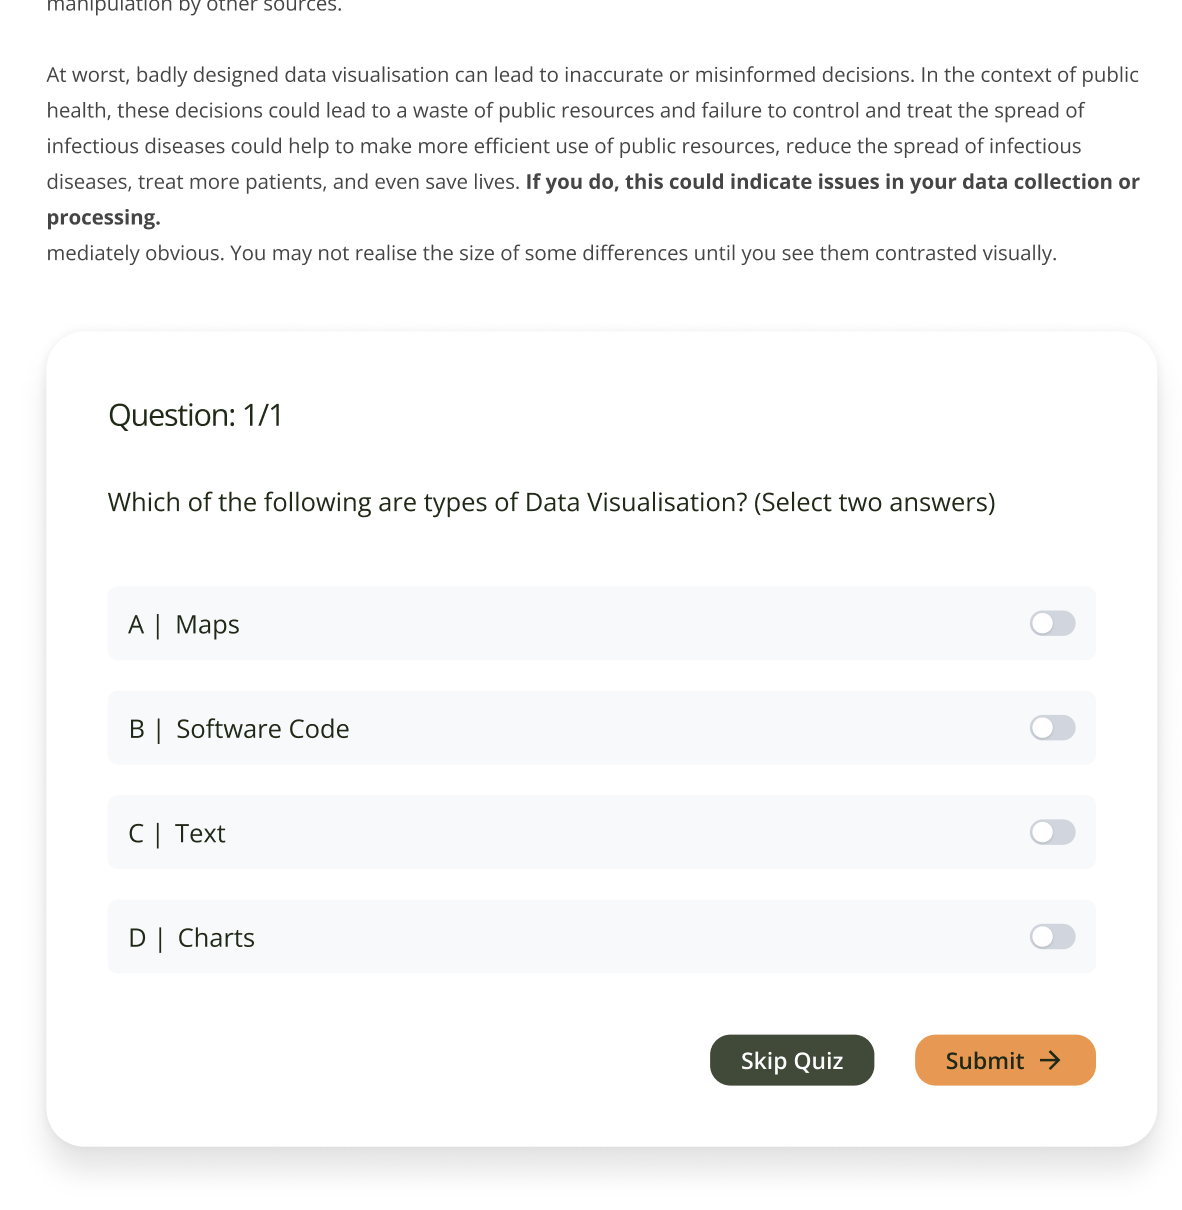 manipulation by other sources.
At worst, badly designed data visualisation can lead to inaccurate or misinformed decisions. In the context of public
health, these decisions could lead to a waste of public resources and failure to control and treat the spread of
infectious diseases could help to make more efficient use of public resources, reduce the spread of infectious
diseases, treat more patients, and even save lives. If you do, this could indicate issues in your data collection or
processing.
mediately obvious. You may not realise the size of some differences until you see them contrasted visually.
Question: 1/1
Which of the following are types of Data Visualisation? (Select two answers)
A | Maps
B | Software Code
C | Text
D | Charts
Skip Quiz
Submit →